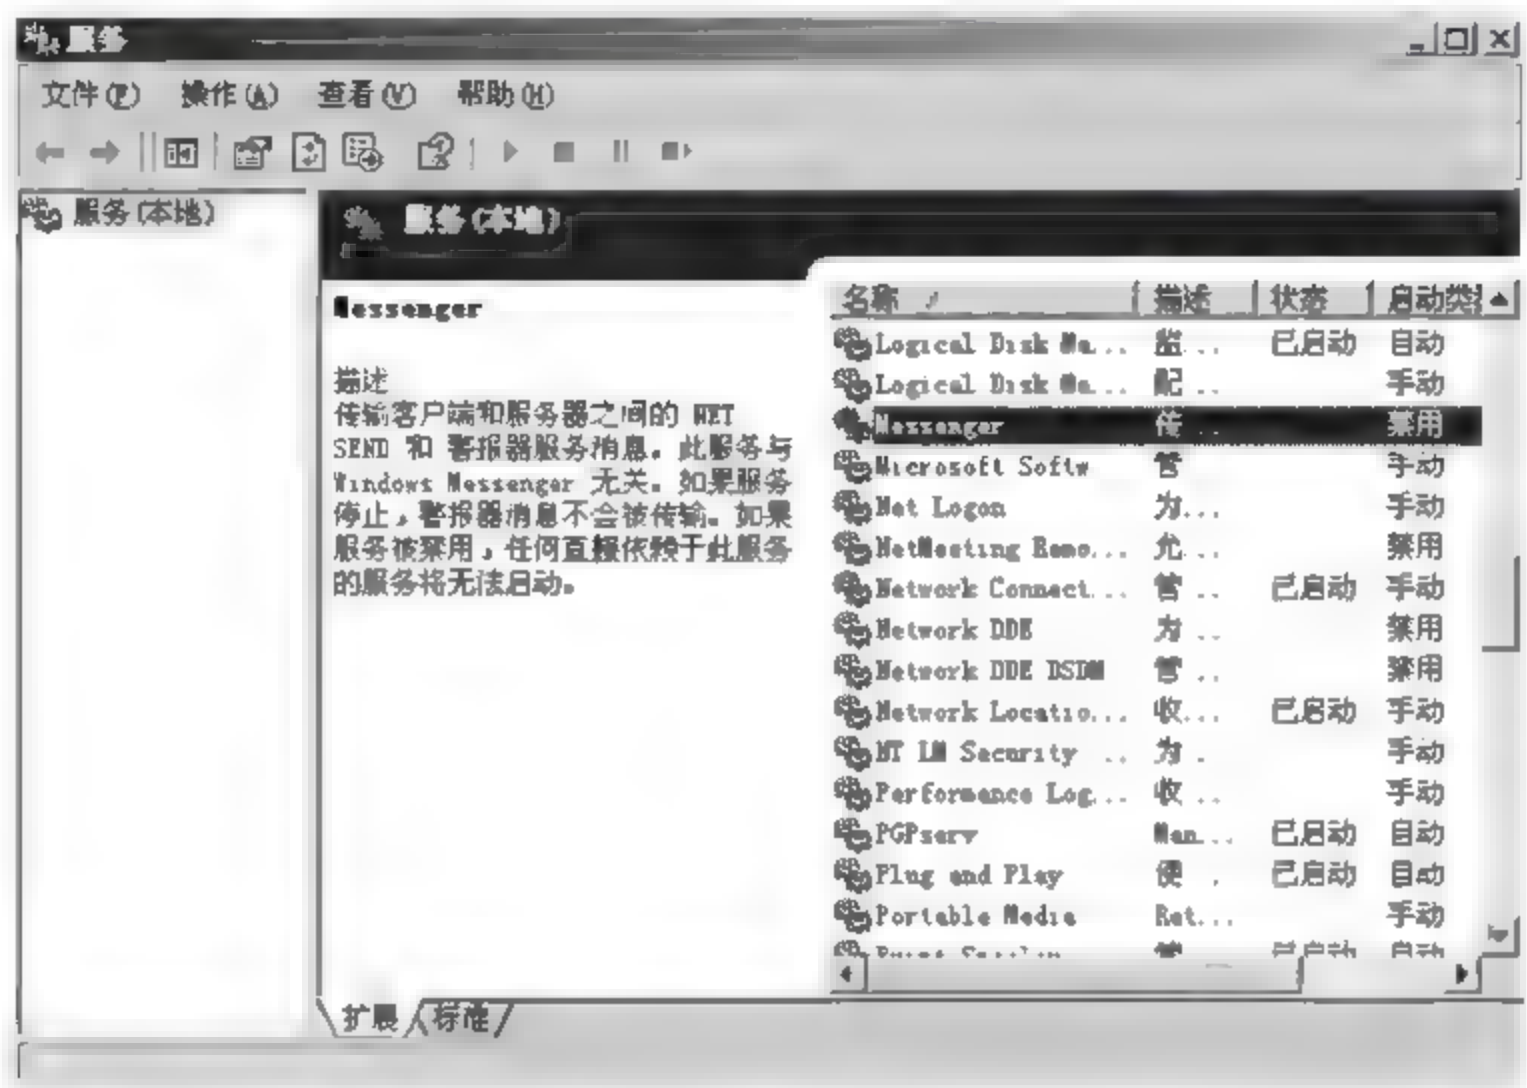 服务
文件(F) 操作(A) 查看(V) 帮助(H)
服务(本地)
服务(本地)
Messenger
描述
传输客户端和服务器之间的 NET
SEND 和 警报器服务消息。此服务与
Windows Messenger 无关。如果服务
停止，警报器消息不会被传输。如果
服务被禁用，任何直接依赖于此服务
的服务将无法启动。
名称 描述 状态 启动类
Logical Disk Ma... 监... 已启动 自动
Logical Disk Ma... 配... 手动
Messenger 传... 禁用
Microsoft Softw 管 手动
Net Logon 为... 手动
NetMeeting Remo... 允... 禁用
Network Connect... 管... 已启动 手动
Network DDE 为... 禁用
Network DDE DSDM 管... 禁用
Network Locatio... 收... 已启动 手动
NT LM Security ... 为... 手动
Performance Log... 收... 手动
PGPserv Man... 已启动 自动
Plug and Play 使... 已启动 自动
Portable Media Ret... 手动
已启动 自动
扩展 标准